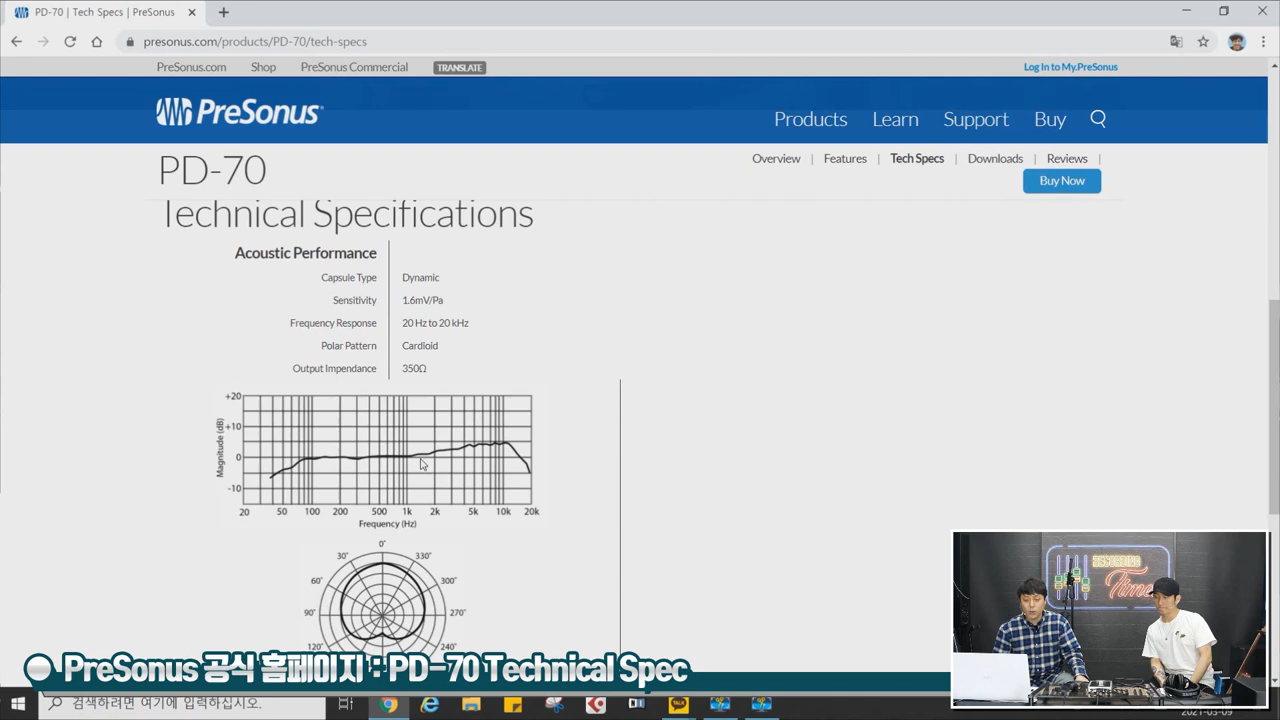 PD-70 | Tech Specs | PreSonus
presonus.com/products/PD-70/tech-specs
PreSonus.com Shop PreSonus Commercial TRANSLATE Log In to My.PreSonus
PreSonus
Products Learn Support Buy
PD-70
Overview | Features | Tech Specs | Downloads | Reviews |
Buy Now
Technical Specifications
Acoustic Performance
Capsule Type Dynamic
Sensitivity 1.6mV/Pa
Frequency Response 20 Hz to 20 kHz
Polar Pattern Cardioid
Output Impendance 350Ω
+20
+10
0
-10
Magnitude (dB)
20 50 100 200 500 1k 2k 5k 10k 20k
Frequency (Hz)
0°
30° 330°
60° 300°
90° 270°
120° 240°
RECORDING
Time
PreSonus 공식 홈페이지 : PD-70 Technical Spec
검색하려면 여기에 입력하십시오.
2021-03-09